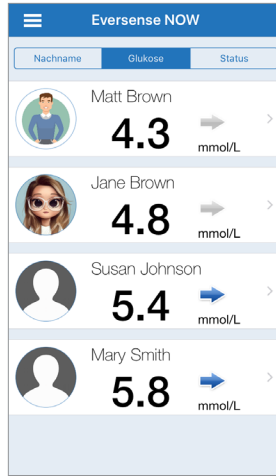 Eversense NOW
Nachname Glukose Status
Matt Brown
4.3 mmol/L
Jane Brown
4.8 mmol/L
Susan Johnson
5.4 mmol/L
Mary Smith
5.8 mmol/L